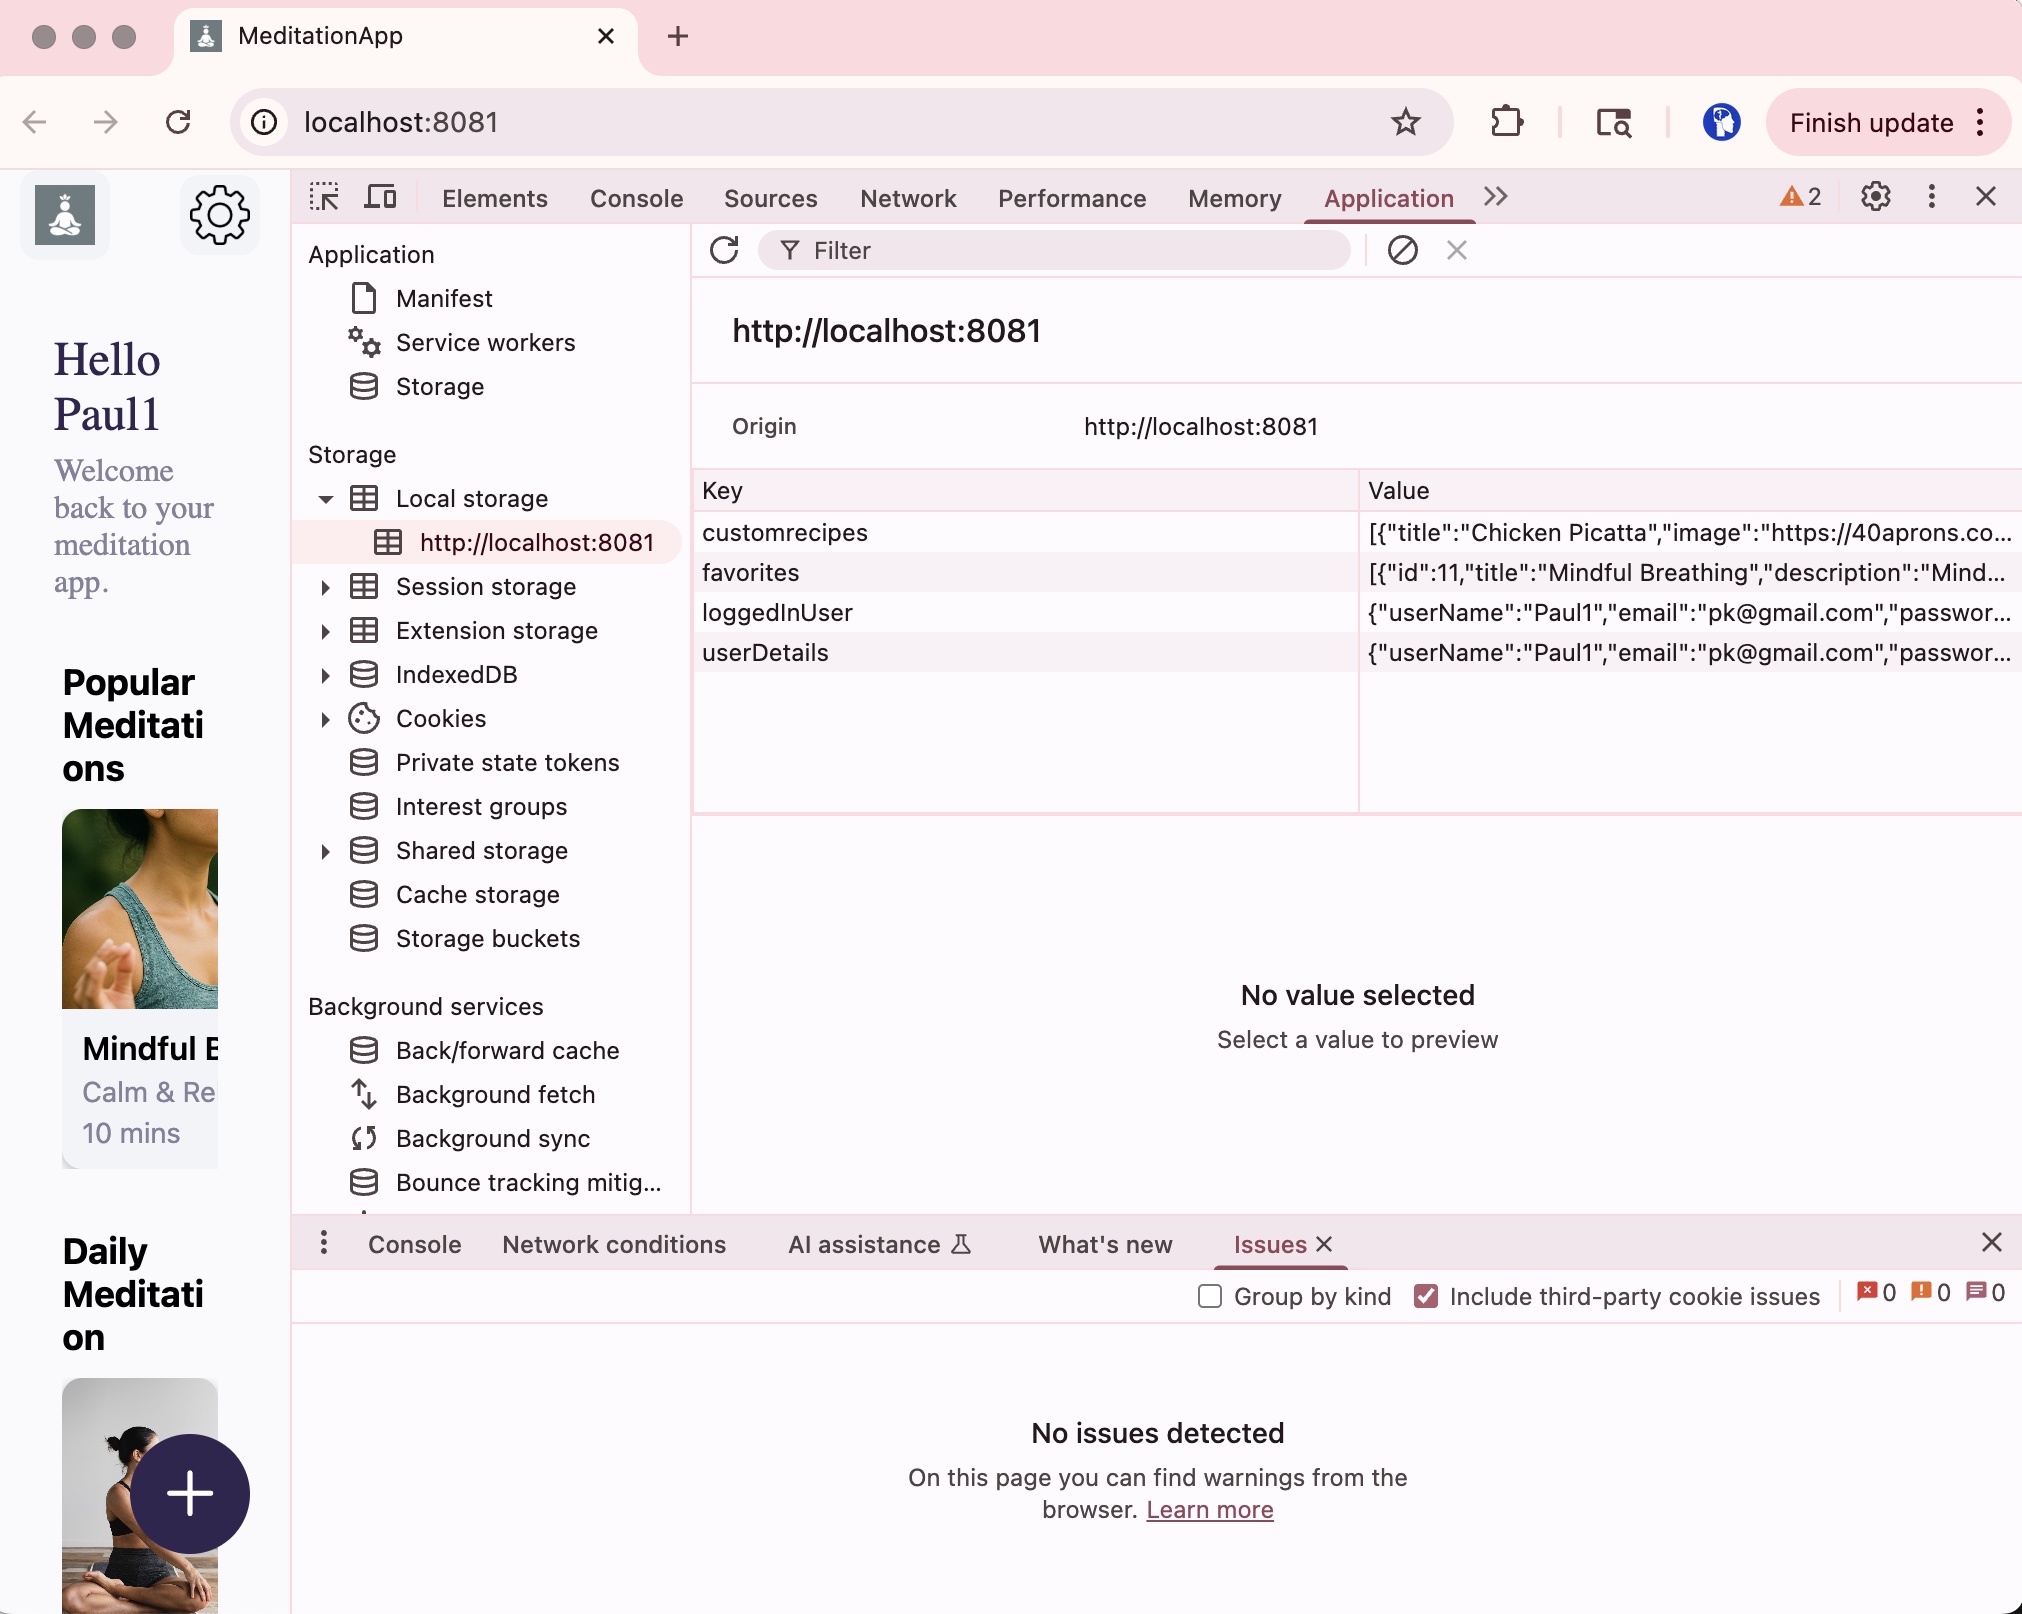 MeditationApp
localhost:8081
Finish update
Elements Console Sources Network Performance Memory Application 2
Hello
Paul1
Welcome
back to your
meditation
app.
Popular
Meditati
ons
Mindful B
Calm & Re
10 mins
Daily
Meditati
on
Application
Manifest
Service workers
Storage
Storage
Local storage
http://localhost:8081
Session storage
Extension storage
IndexedDB
Cookies
Private state tokens
Interest groups
Shared storage
Cache storage
Storage buckets
Background services
Back/forward cache
Background fetch
Background sync
Bounce tracking mitig...
Filter
http://localhost:8081
Origin http://localhost:8081
Key Value
customrecipes [{"title":"Chicken Picatta","image":"https://40aprons.co...
favorites [{"id":11,"title":"Mindful Breathing","description":"Mind...
loggedInUser {"userName":"Paul1","email":"pk@gmail.com","passwor...
userDetails {"userName":"Paul1","email":"pk@gmail.com","passwor...
No value selected
Select a value to preview
Console Network conditions AI assistance What's new Issues
Group by kind Include third-party cookie issues 0 0 0
No issues detected
On this page you can find warnings from the
browser. Learn more